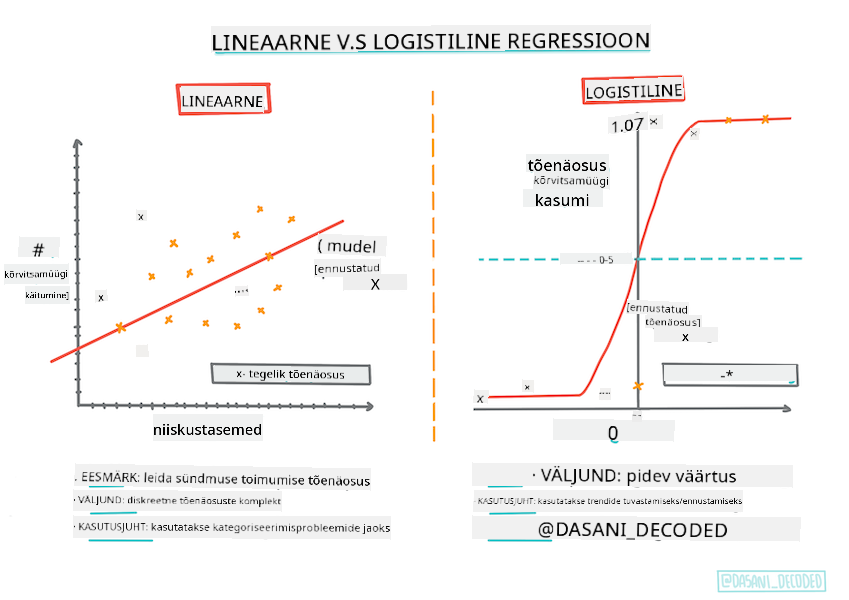 LINEAARNE V.S LOGISTILINE REGRESSIOON
LINEAARNE
#
kõrvitsamüügi
käitumine]
x
x
( mudel
[ennustatud
X
x- tegelik tõenäosus
niiskustasemed
. EESMÄRK: leida sündmuse toimumise tõenäosus
· VÄLJUND: diskreetne tõenäosuste komplekt
· KASUTUSJUHT: kasutatakse kategoriseerimisprobleemide jaoks
LOGISTILINE
1.07 x
x
tõenäosus
kõrvitsamüügi
kasumi
---- 0-5
[ennustatud
tõenäosus]
x
-*
x
x
0
· VÄLJUND: pidev väärtus
· KASUTUSJUHT: kasutatakse trendide tuvastamiseks/ennustamiseks
@DASANI_DECODED
@DASANI_DECODED